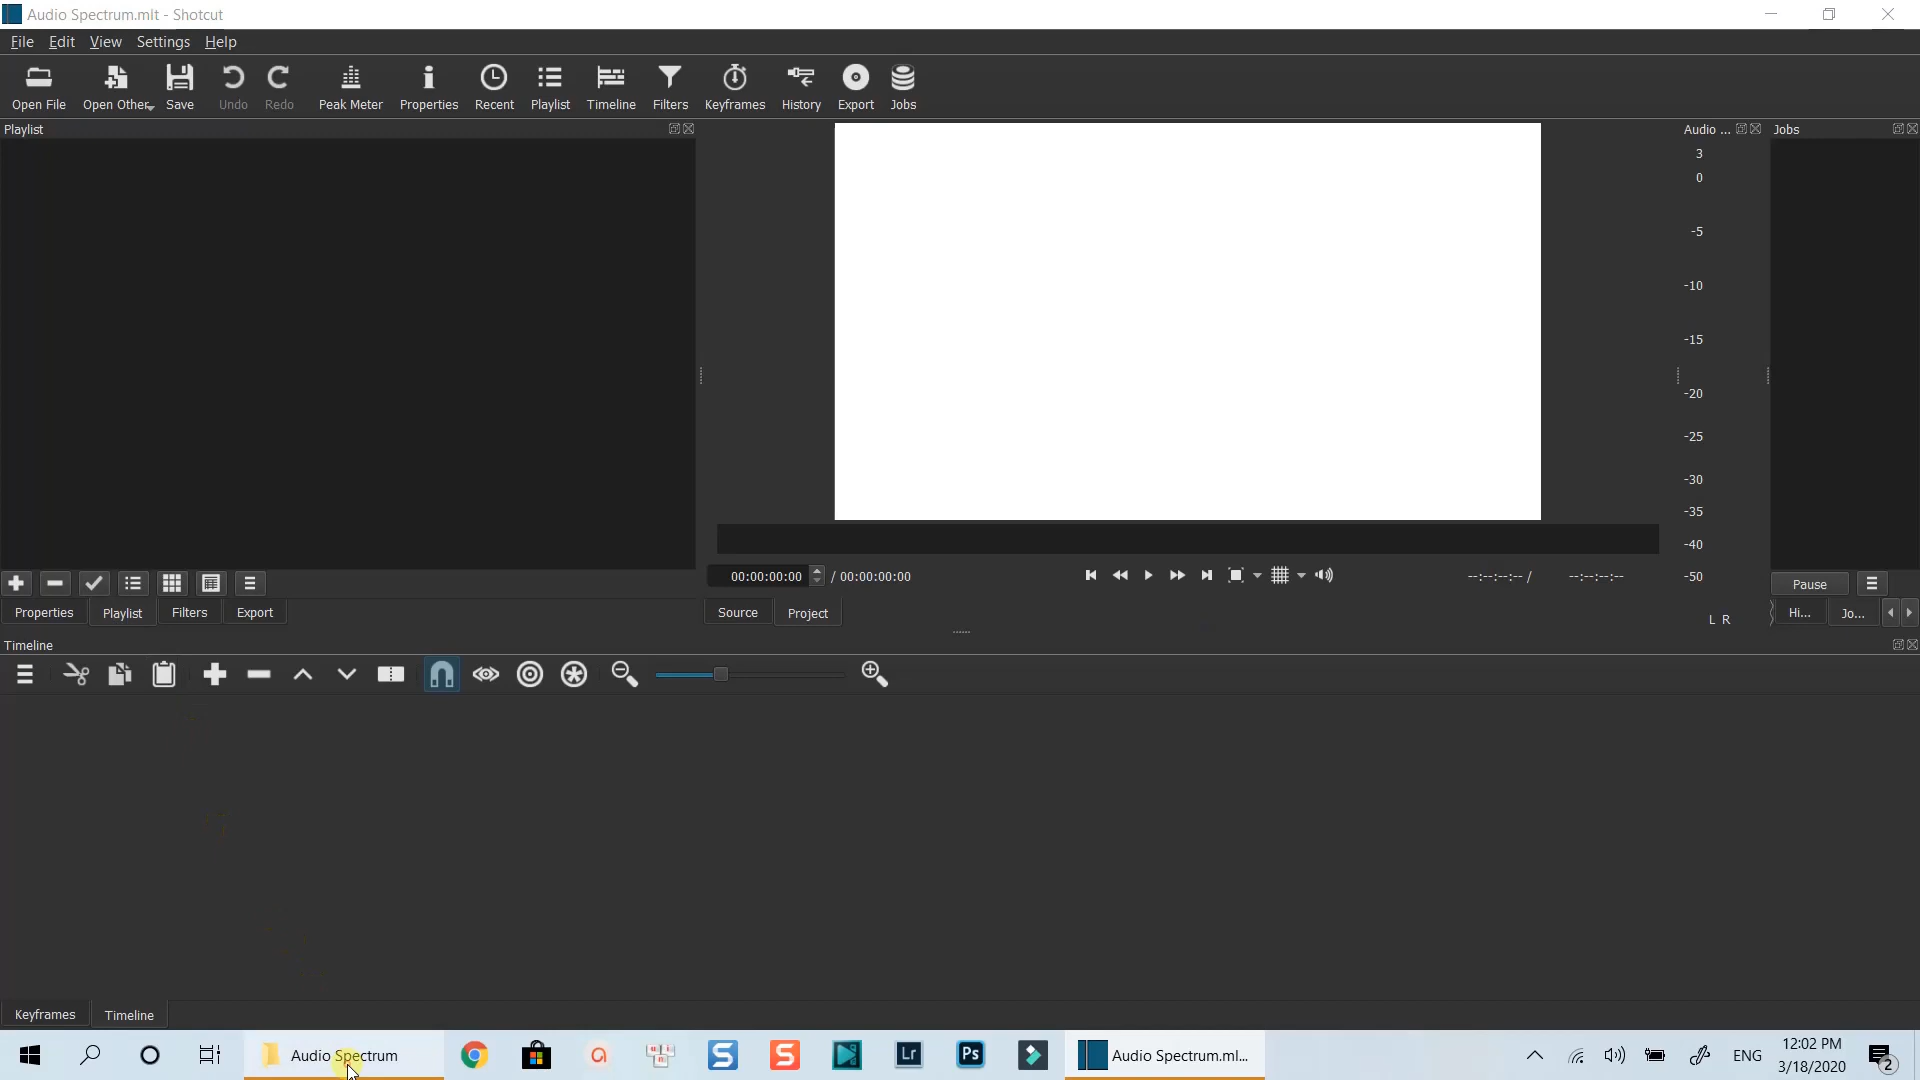 Audio Spectrum.mlt - Shotcut
File Edit View Settings Help
Open File Open Other Save Undo Redo Peak Meter Properties Recent Playlist Timeline Filters Keyframes History Export Jobs
Playlist
Audio ...
Jobs
3
0
-5
-10
-15
-20
-25
-30
-35
-40
-50
L R
00:00:00:00 / 00:00:00:00
--:--:--:-- /
--:--:--:--
Pause
Properties Playlist Filters Export
Source Project
Hi... Jo...
Timeline
Keyframes Timeline
Audio Spectrum
Lr
Ps
Audio Spectrum.ml...
ENG
12:02 PM
3/18/2020
2